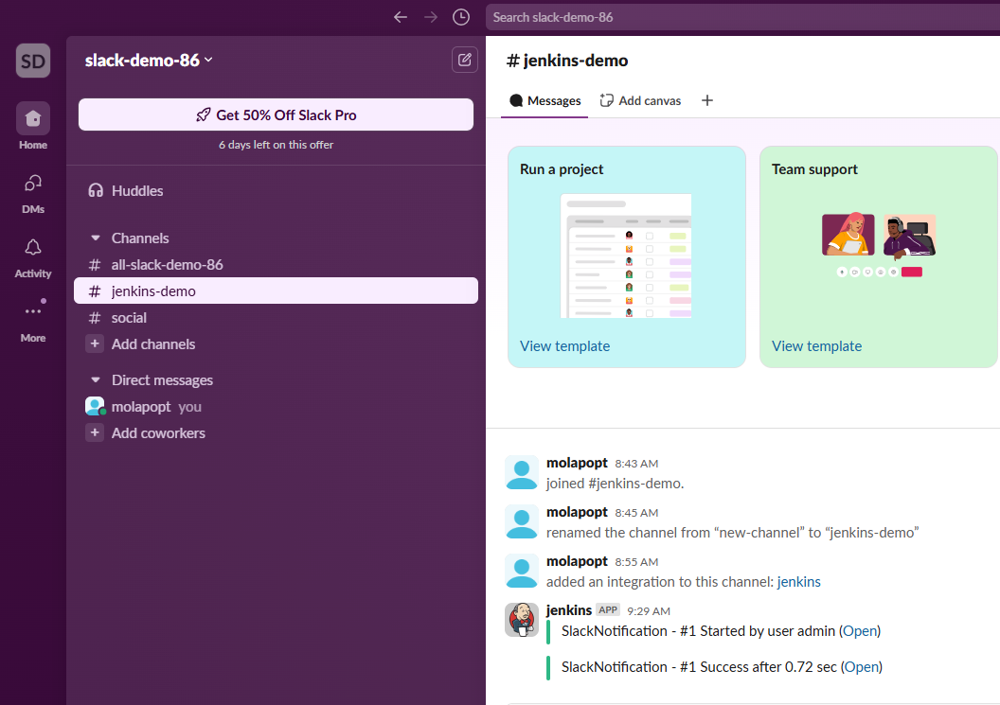 Search slack-demo-86
SD
slack-demo-86
Get 50% Off Slack Pro
6 days left on this offer
Home
DMs
Activity
More
Huddles
Channels
# all-slack-demo-86
# jenkins-demo
# social
+ Add channels
Direct messages
molapopt you
+ Add coworkers
# jenkins-demo
Messages Add canvas +
Run a project
View template
Team support
View template
molapopt 8:43 AM
joined #jenkins-demo.
molapopt 8:45 AM
renamed the channel from “new-channel” to “jenkins-demo”
molapopt 8:55 AM
added an integration to this channel: jenkins
jenkins APP 9:29 AM
SlackNotification - #1 Started by user admin (Open)
SlackNotification - #1 Success after 0.72 sec (Open)